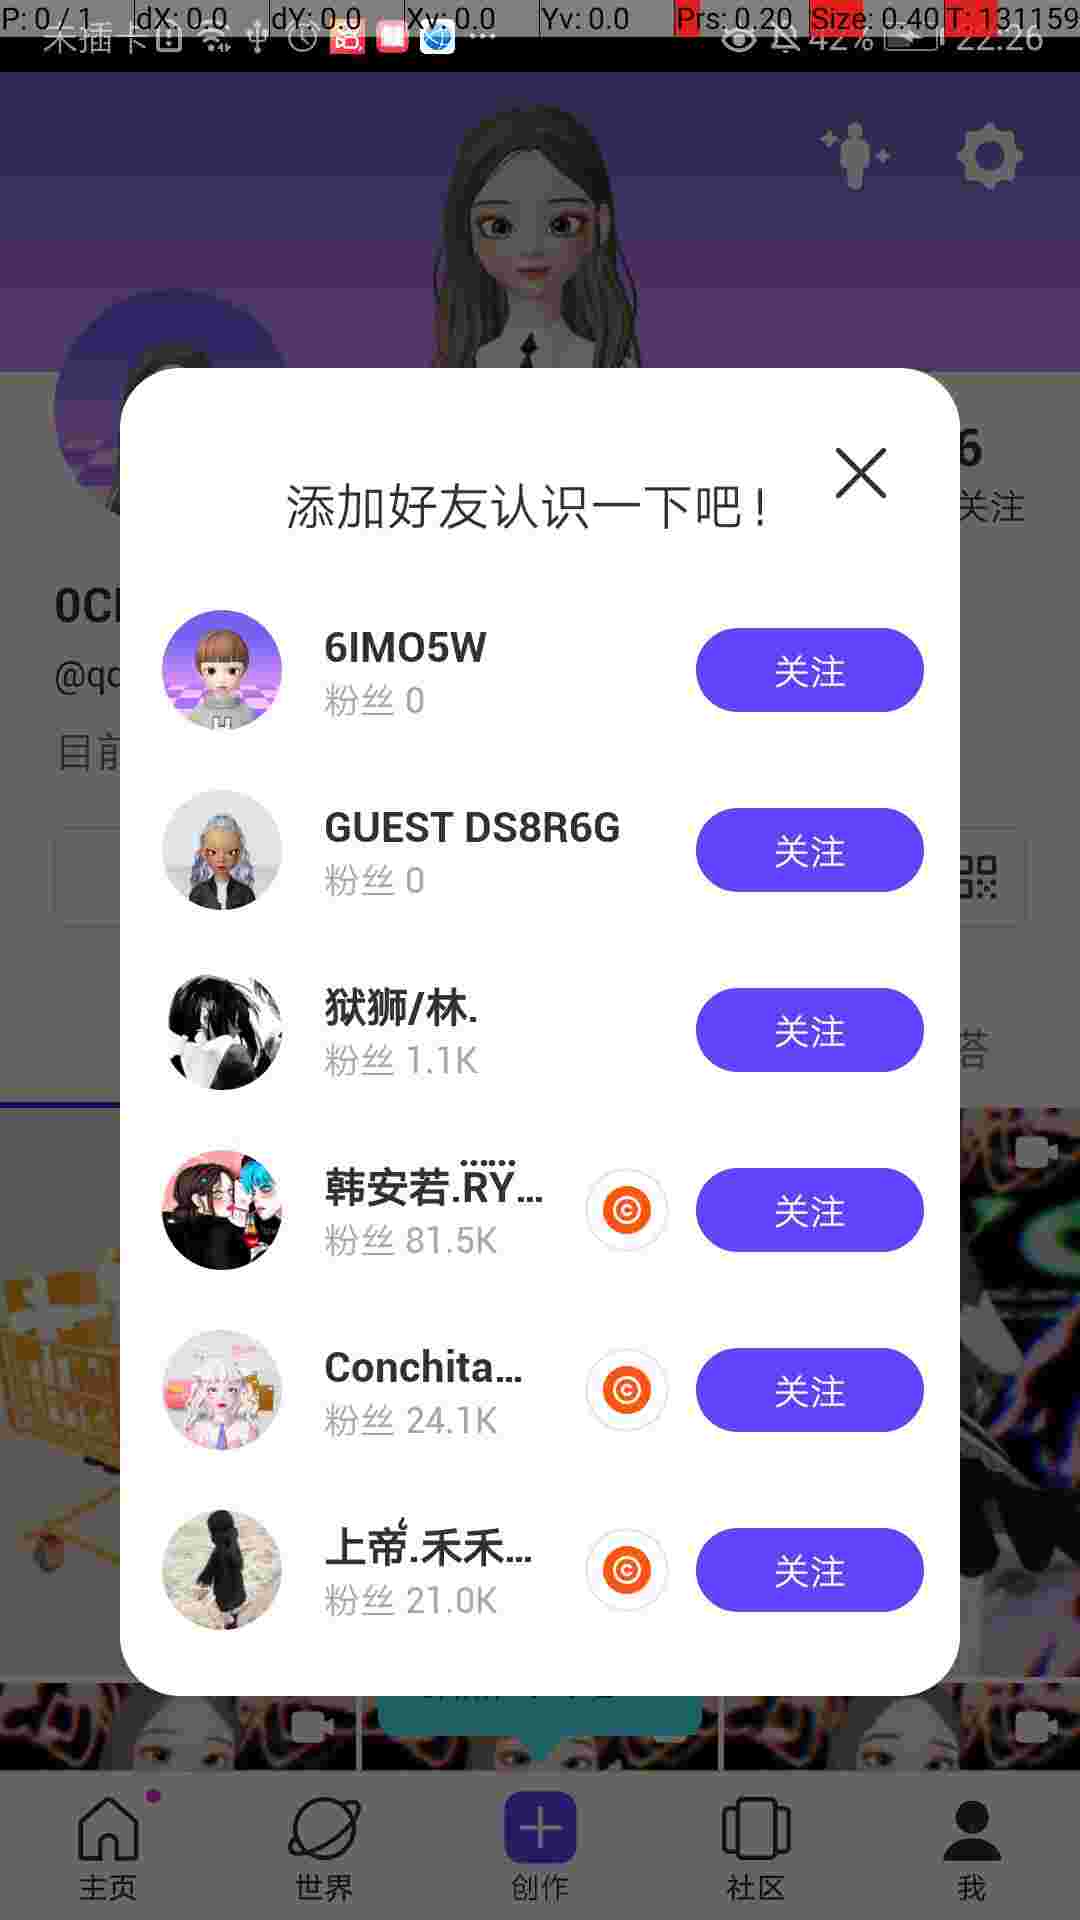 P: 0 / 1 dX: 0.0 dY: 0.0 Xv: 0.0 Yv: 0.0 Prs: 0.20 Size: 0.40 T: 131159
未插卡 42% 22:26
添加好友认识一下吧!
6
关注
@qq
目前
6IMO5W
粉丝 0
关注
GUEST DS8R6G
粉丝 0
关注
狱狮/林.
粉丝 1.1K
关注
韩安若.RY...
粉丝 81.5K
关注
Conchita...
粉丝 24.1K
关注
上帝.禾禾...
粉丝 21.0K
关注
答
主页
世界
创作
社区
我